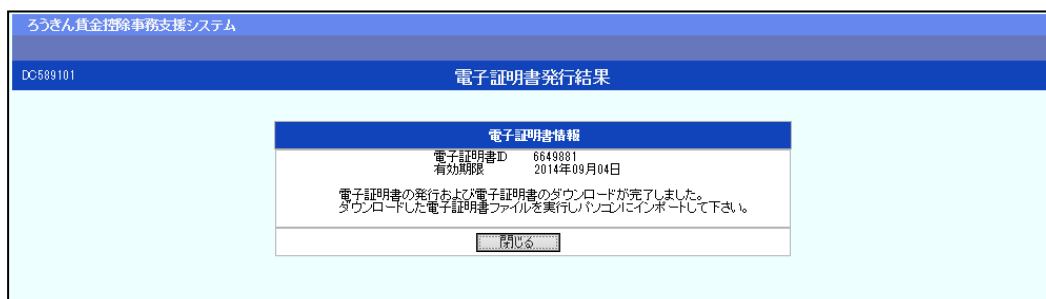 ろうきん賃金控除事務支援システム
DC589101
電子証明書発行結果
電子証明書情報
電子証明書ID 6649881
有効期限 2014年09月04日
電子証明書の発行および電子証明書のダウンロードが完了しました。
ダウンロードした電子証明書ファイルを実行しパソコンにインポートして下さい。
閉じる